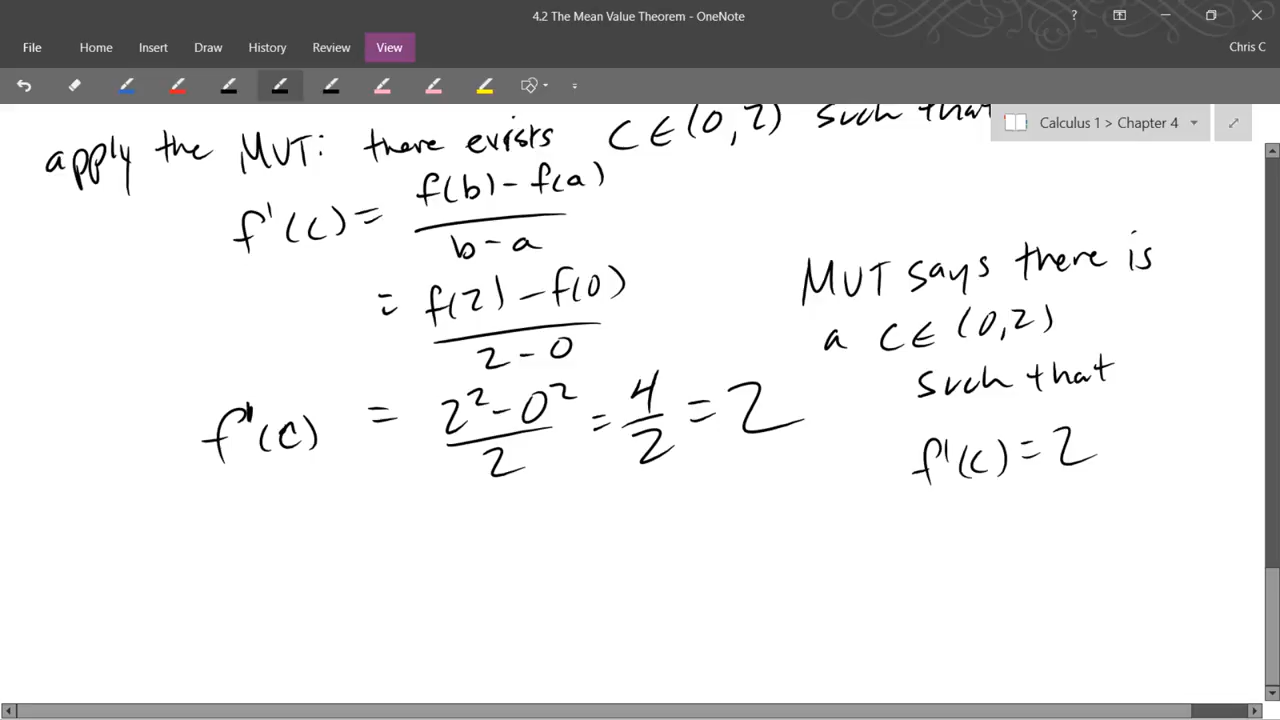 4.2 The Mean Value Theorem - OneNote
?
File Home Insert Draw History Review View
Chris C
Calculus 1 > Chapter 4
apply the MVT: there exists C ∈ (0,2) such that
f'(c) = f(b) - f(a) / b - a
= f(2) - f(0) / 2 - 0
f'(c) = 2² - 0² / 2 = 4 / 2 = 2
MVT says there is
a C ∈ (0,2)
such that
f'(c) = 2